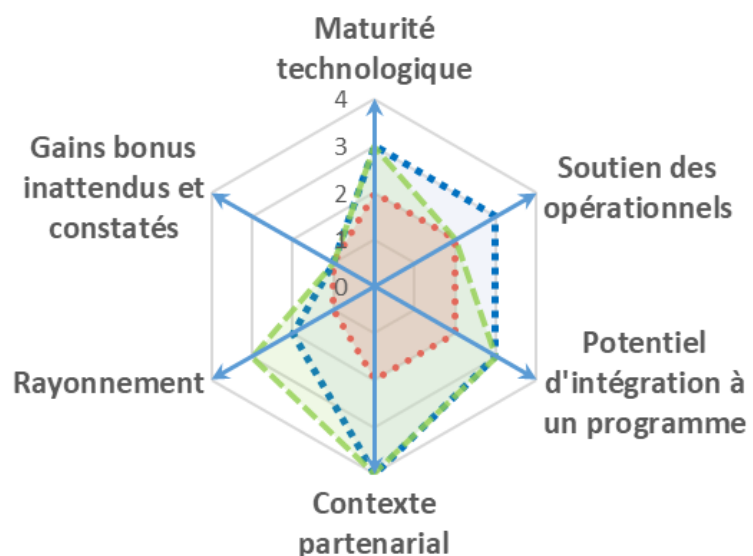 Maturité
technologique
4
3
2
1
0
Gains bonus
inattendus et
constatés
Soutien des
opérationnels
Rayonnement
Potentiel
d'intégration à
un programme
Contexte
partenarial